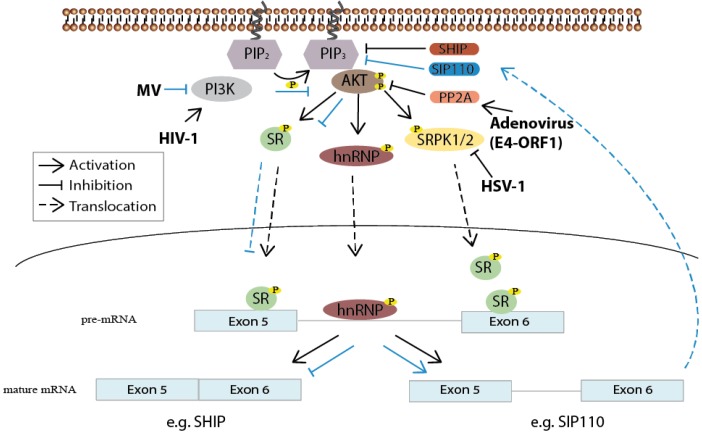 PIP2
PIP3
SHIP
SIP110
P
AKT
P
P
MV
PI3K
PP2A
Adenovirus
(E4-ORF1)
HIV-1
SR
P
hnRNP
P
P
SRPK1/2
HSV-1
Activation
Inhibition
Translocation
SR
P
SR
P
hnRNP
P
SR
P
pre-mRNA
Exon 5
Exon 6
mature mRNA
Exon 5
Exon 6
Exon 5
Exon 6
e.g. SHIP
e.g. SIP110